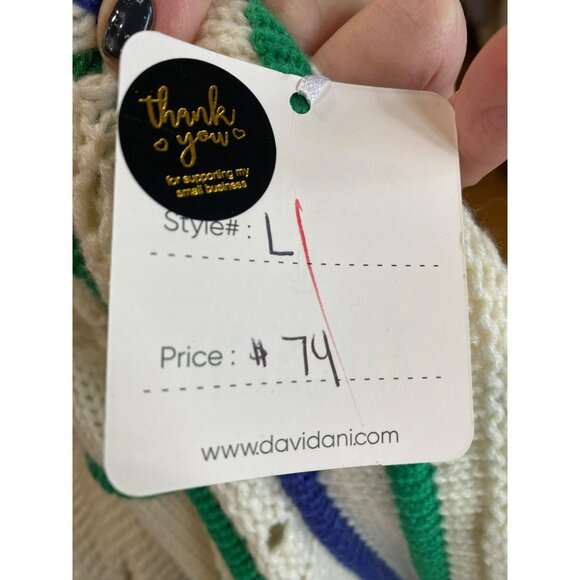 thank
you
for supporting my
small business
Style#: L
Price: $ 74
www.davidani.com